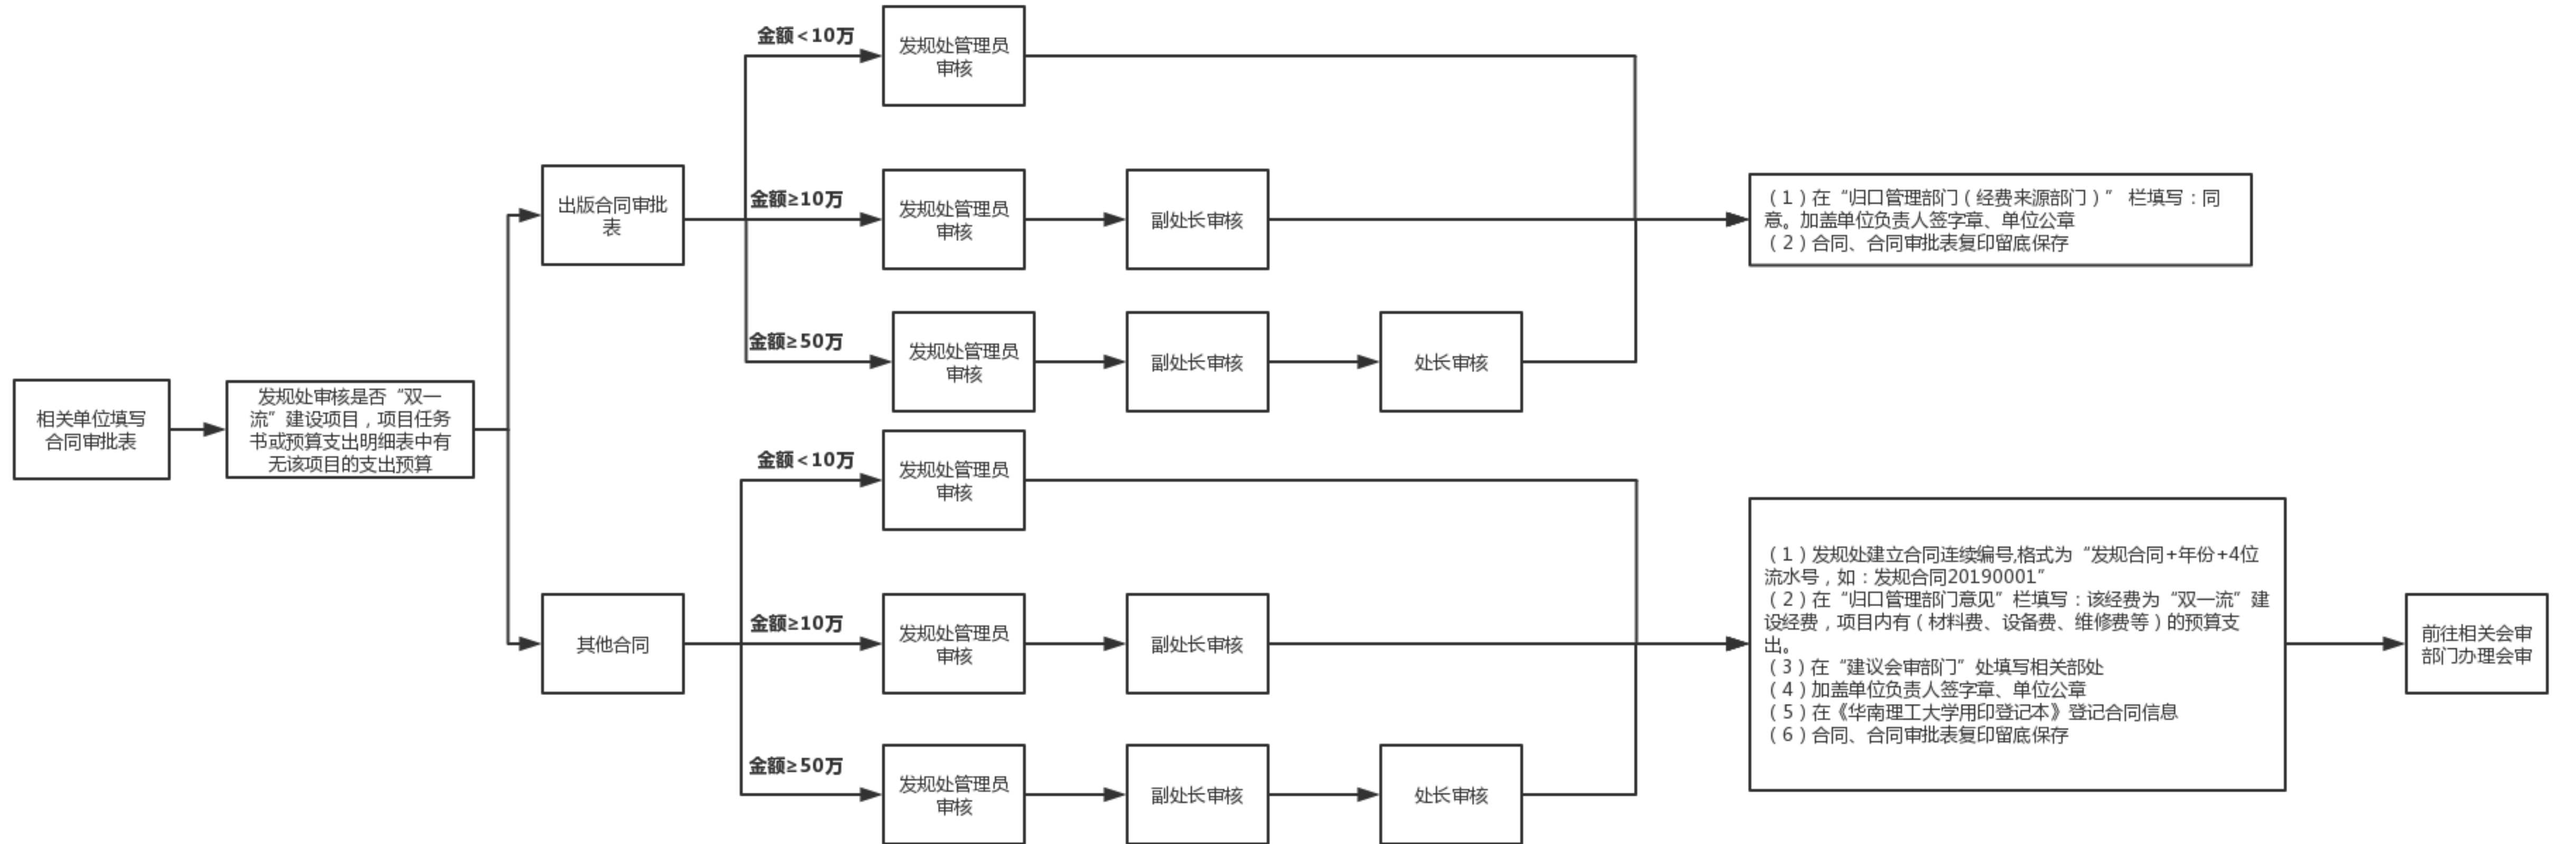 相关单位填写
合同审批表
发规处审核是否“双一
流”建设项目，项目任务
书或预算支出明细表中有
无该项目的支出预算
出版合同审批
表
金额<10万
发规处管理员
审核
金额≥10万
发规处管理员
审核
副处长审核
金额≥50万
发规处管理员
审核
副处长审核
处长审核
（1）在“归口管理部门（经费来源部门）” 栏填写：同
意。加盖单位负责人签字章、单位公章
（2）合同、合同审批表复印留底保存
其他合同
金额<10万
发规处管理员
审核
金额≥10万
发规处管理员
审核
副处长审核
金额≥50万
发规处管理员
审核
副处长审核
处长审核
（1）发规处建立合同连续编号,格式为“发规合同+年份+4位
流水号，如：发规合同20190001”
（2）在“归口管理部门意见”栏填写：该经费为“双一流”建
设经费，项目内有（材料费、设备费、维修费等）的预算支
出。
（3）在“建议会审部门”处填写相关部处
（4）加盖单位负责人签字章、单位公章
（5）在《华南理工大学用印登记本》登记合同信息
（6）合同、合同审批表复印留底保存
前往相关会审
部门办理会审